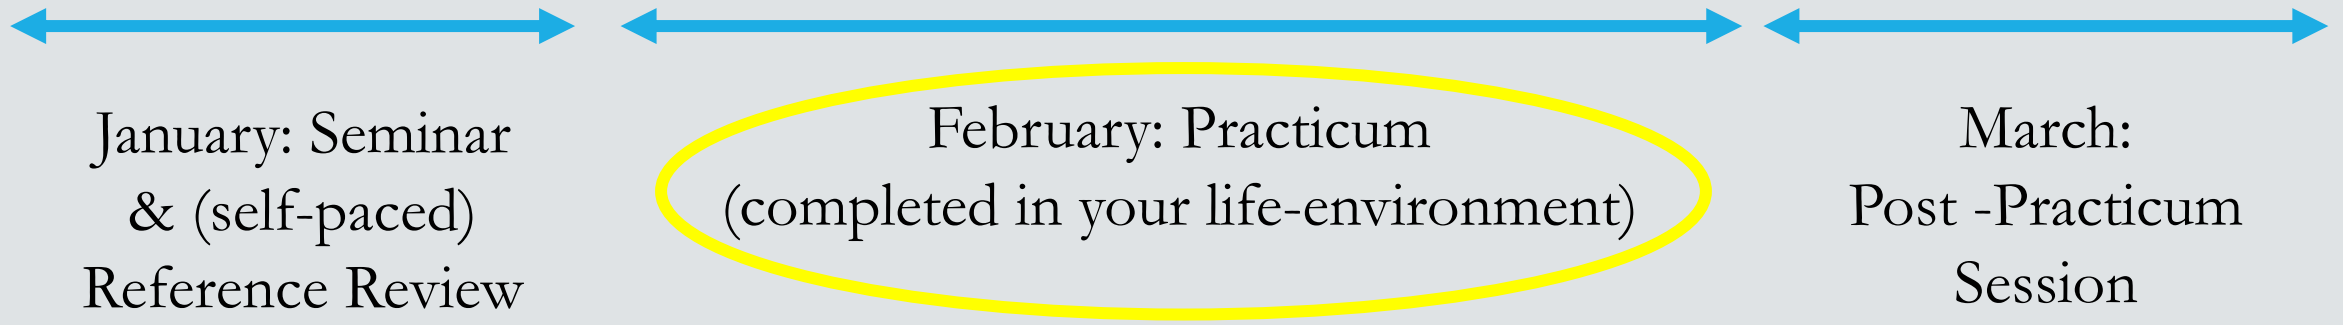 January: Seminar
& (self-paced)
Reference Review
February: Practicum
(completed in your life-environment)
March:
Post -Practicum
Session